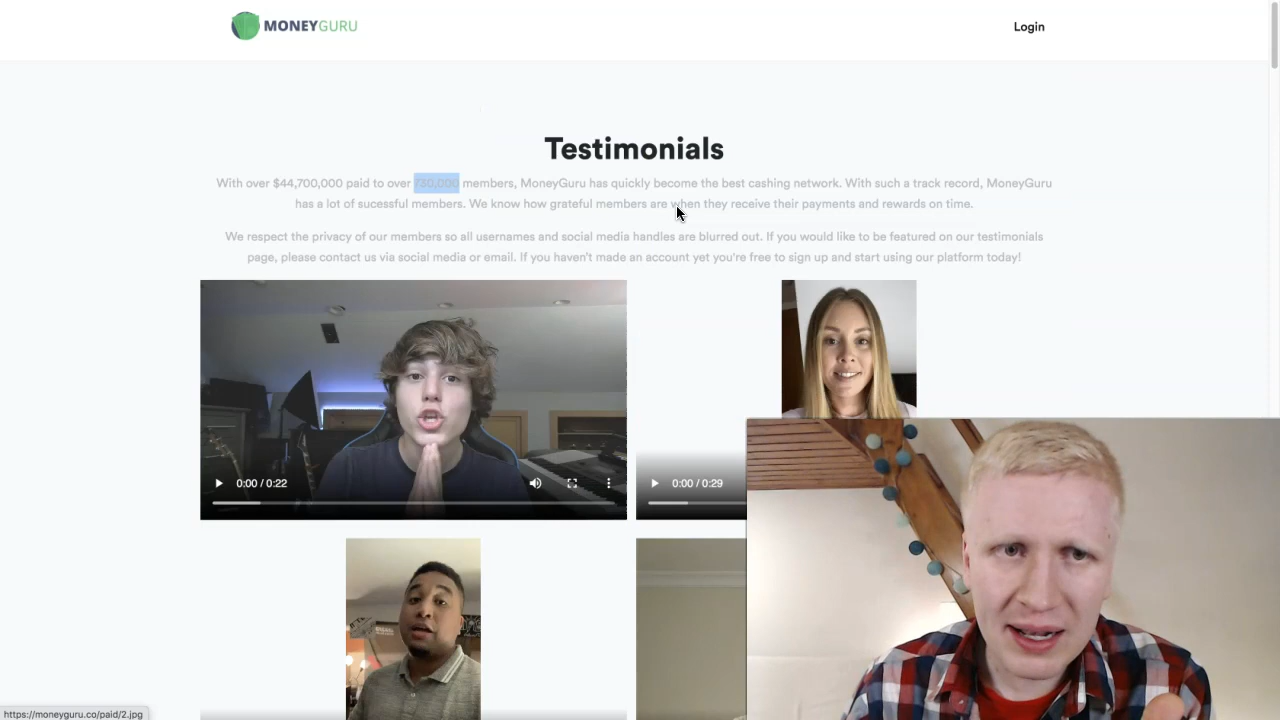 MONEYGURU
Login
Testimonials
With over $44,700,000 paid to over 730,000 members, MoneyGuru has quickly become the best cashing network. With such a track record, MoneyGuru
has a lot of sucessful members. We know how grateful members are when they receive their payments and rewards on time.
We respect the privacy of our members so all usernames and social media handles are blurred out. If you would like to be featured on our testimonials
page, please contact us via social media or email. If you haven't made an account yet you're free to sign up and start using our platform today!
0:00 / 0:22
0:00 / 0:29
https://moneyguru.co/paid/2.jpg